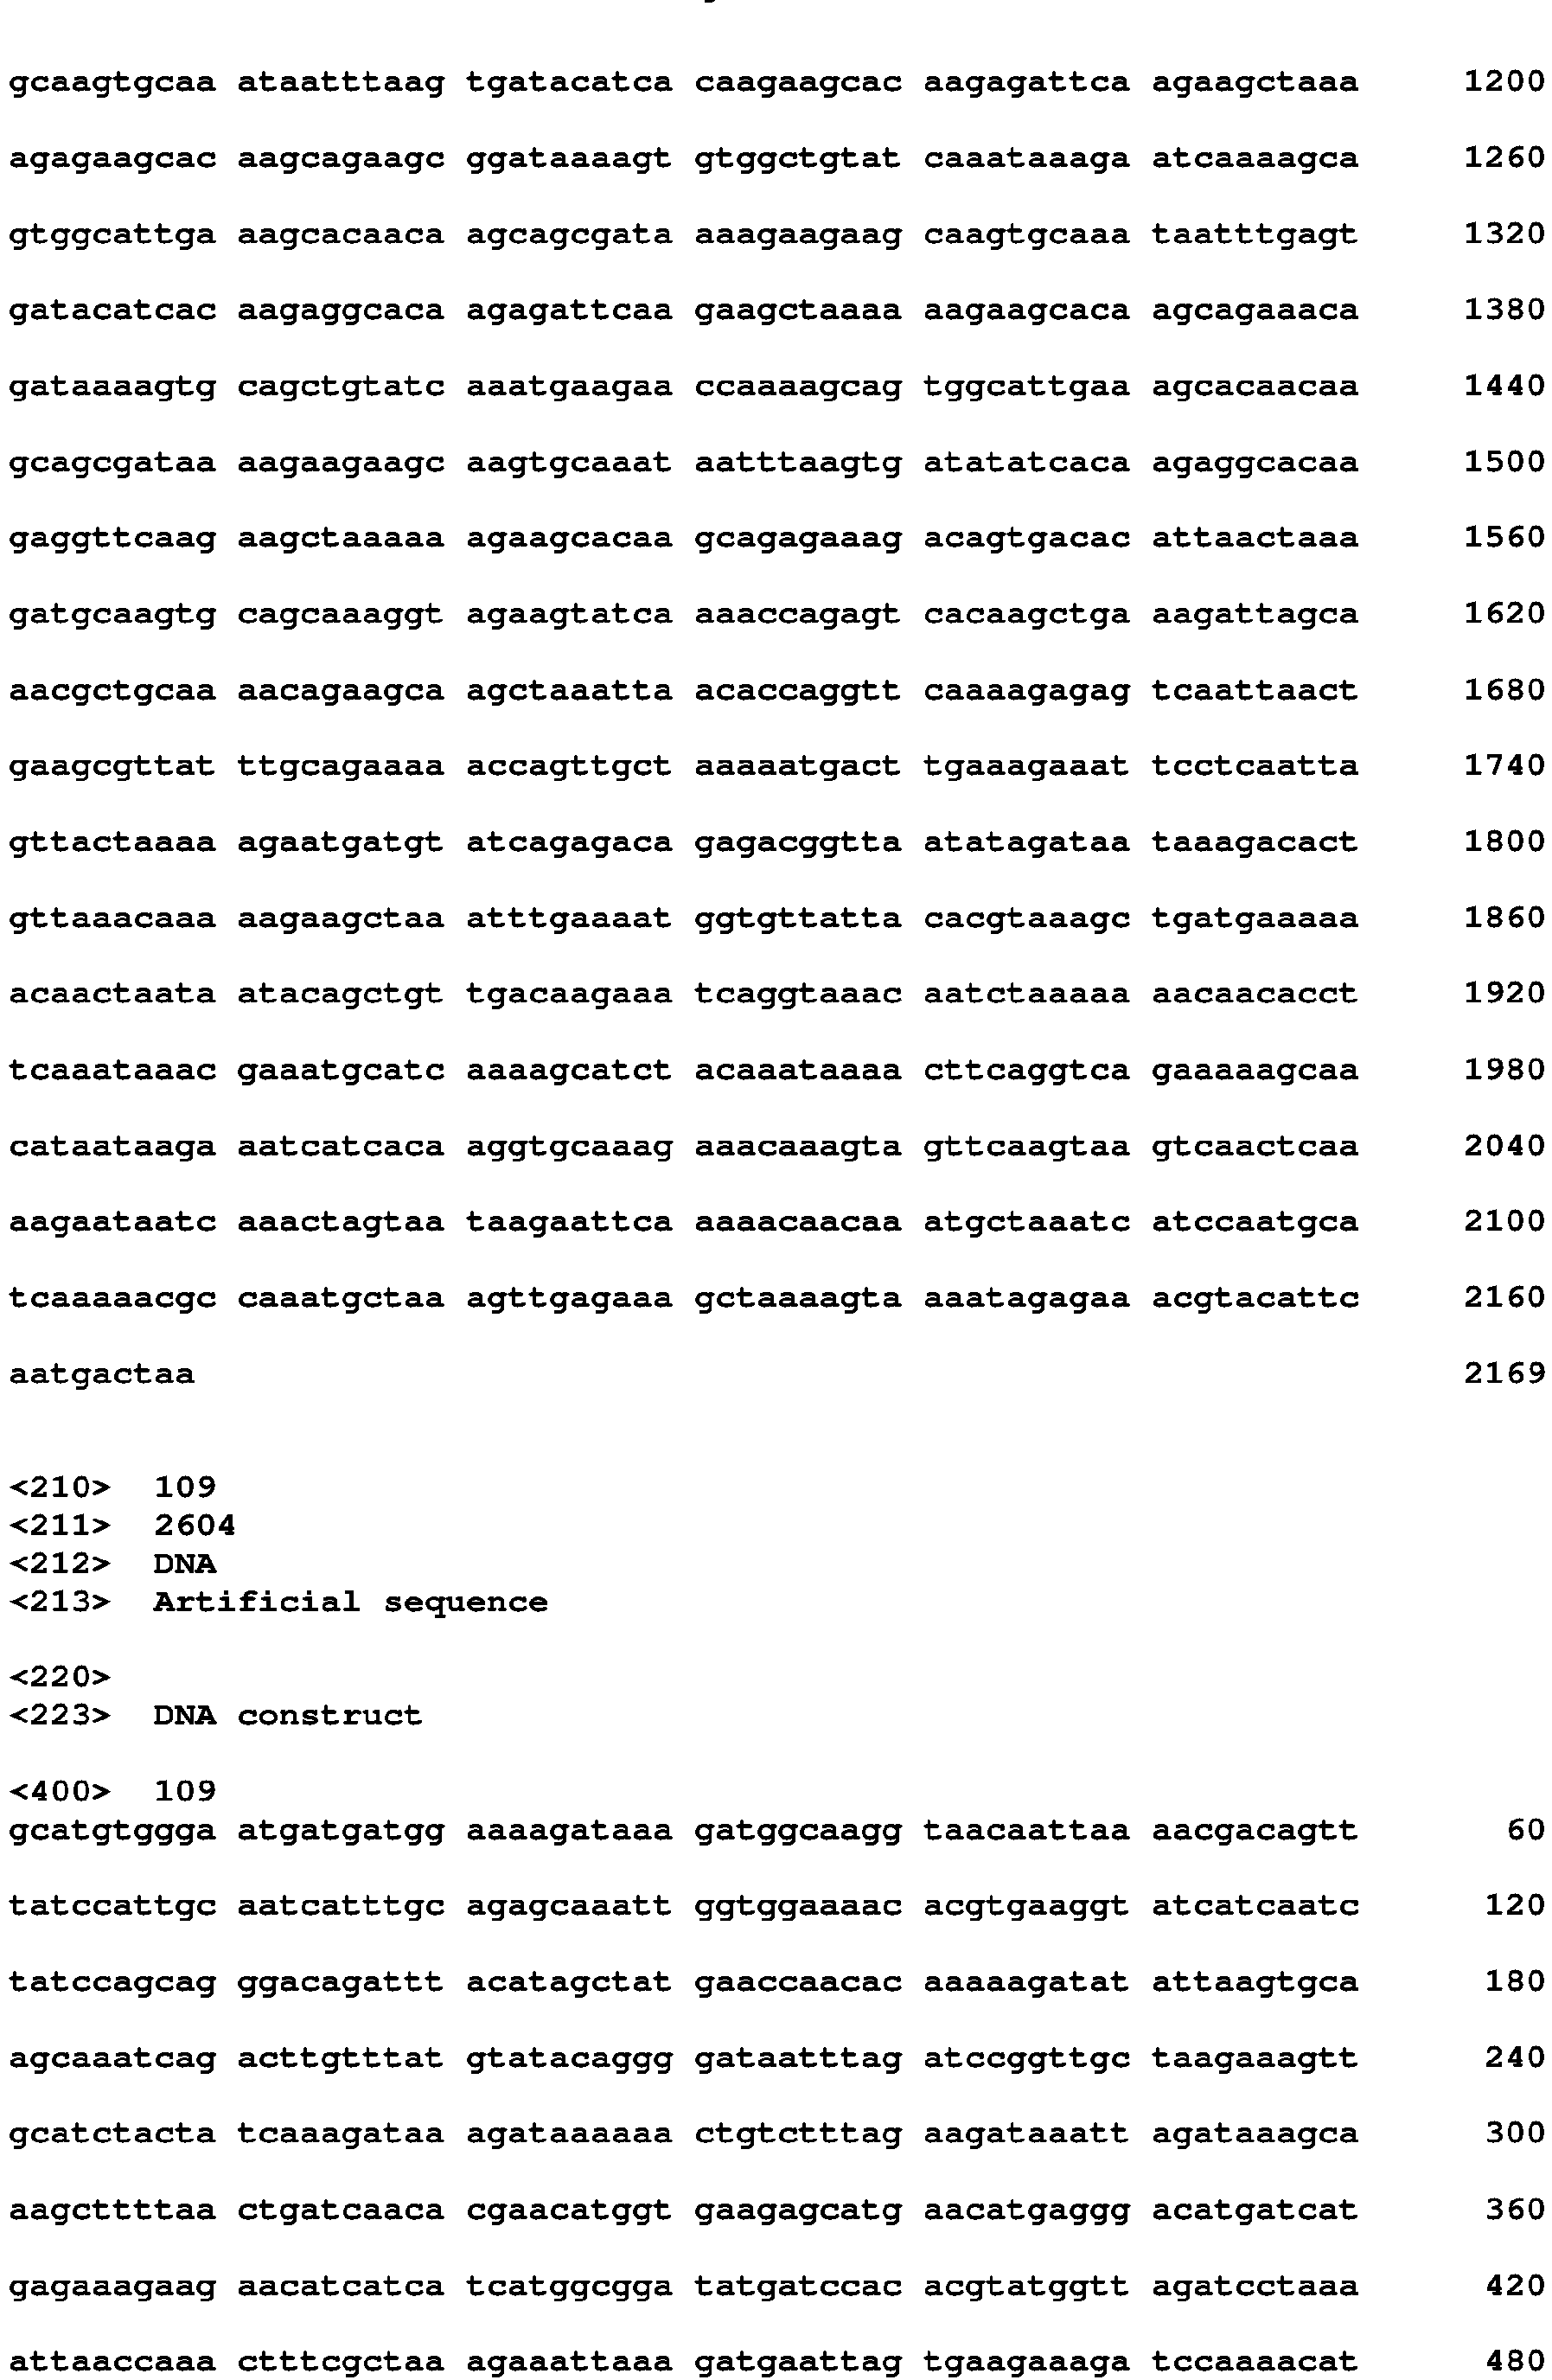 gcaagtgcaa ataatttaag tgatacatca caagaagcac aagagattca agaagctaaa 1200
agagaagcac aagcagaagc ggataaaagt gtggctgtat caaataaaga atcaaaagca 1260
gtggcattga aagcacaaca agcagcgata aaagaagaag caagtgcaaa taatttgagt 1320
gatacatcac aagaggcaca agagattcaa gaagctaaaa aagaagcaca agcagaaaca 1380
gataaaagtg cagctgtatc aaatgaagaa ccaaaagcag tggcattgaa agcacaacaa 1440
gcagcgataa aagaagaagc aagtgcaaat aatttaagtg atatatcaca agaggcacaa 1500
gaggttcaag aagctaaaaa agaagcacaa gcagagaaag acagtgacac attaactaaa 1560
gatgcaagtg cagcaaaggt agaagtatca aaaccagagt cacaagctga aagattagca 1620
aacgctgcaa aacagaagca agctaaatta acaccaggtt caaaagagag tcaattaact 1680
gaagcgttat ttgcagaaaa accagttgct aaaaatgact tgaaagaaat tcctcaatta 1740
gttactaaaa agaatgatgt atcagagaca gagacggtta atatagataa taaagacact 1800
gttaaacaaa aagaagctaa atttgaaaat ggtgttatta cacgtaaagc tgatgaaaaa 1860
acaactaata atacagctgt tgacaagaaa tcaggtaaac aatctaaaaa aacaacacct 1920
tcaaataaac gaaatgcatc aaaagcatct acaaataaaa cttcaggtca gaaaaagcaa 1980
cataataaga aatcatcaca aggtgcaaag aaacaaagta gttcaagtaa gtcaactcaa 2040
aagaataatc aaactagtaa taagaattca aaaacaacaa atgctaaatc atccaatgca 2100
tcaaaaacgc caaatgctaa agttgagaaa gctaaaagta aaatagagaa acgtacattc 2160
aatgactaa 2169
<210> 109
<211> 2604
<212> DNA
<213> Artificial sequence
<220>
<223> DNA construct
<400> 109
gcatgtggga atgatgatgg aaaagataaa gatggcaagg taacaattaa aacgacagtt 60
tatccattgc aatcatttgc agagcaaatt ggtggaaaac acgtgaaggt atcatcaatc 120
tatccagcag ggacagattt acatagctat gaaccaacac aaaaagatat attaagtgca 180
agcaaatcag acttgtttat gtatacaggg gataatttag atccggttgc taagaaagtt 240
gcatctacta tcaaagataa agataaaaaa ctgtctttag aagataaatt agataaagca 300
aagcttttaa ctgatcaaca cgaacatggt gaagagcatg aacatgaggg acatgatcat 360
gagaaagaag aacatcatca tcatggcgga tatgatccac acgtatggtt agatcctaaa 420
attaaccaaa ctttcgctaa agaaattaaa gatgaattag tgaagaaaga tccaaaacat 480